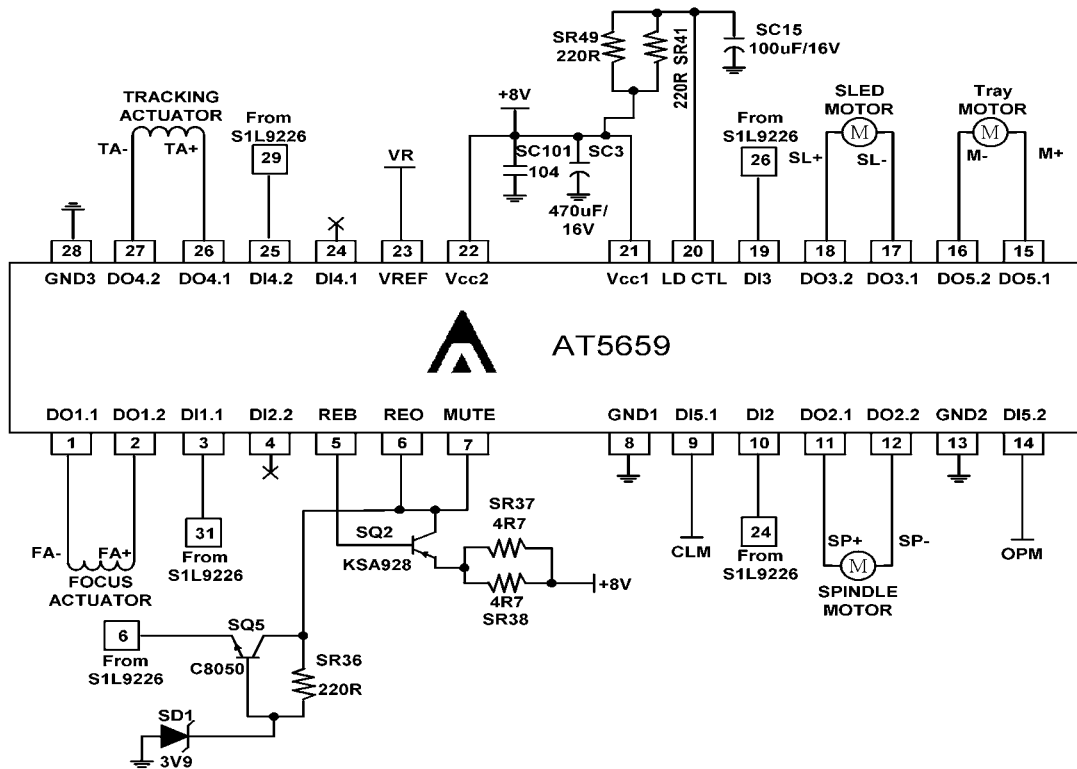 SR49
220R
220R SR41
SC15
100uF/16V
TRACKING
ACTUATOR
TA-
TA+
From
S1L9226
29
VR
+8V
SC101
104
SC3
470uF/
16V
From
S1L9226
26
SLED
MOTOR
SL+
M
SL-
Tray MOTOR
M-
M
M+
28
27
26
25
24
23
22
21
20
19
18
17
16
15
GND3
DO4.2
DO4.1
DI4.2
DI4.1
VREF
Vcc2
Vcc1
LD CTL
DI3
DO3.2
DO3.1
DO5.2
DO5.1
AT5659
DO1.1
DO1.2
DI1.1
DI2.2
REB
REO
MUTE
GND1
DI5.1
DI2
DO2.1
DO2.2
GND2
DI5.2
1
2
3
4
5
6
7
8
9
10
11
12
13
14
FA-
FA+
FOCUS
ACTUATOR
31
From
S1L9226
SQ2
KSA928
SR37
4R7
4R7
SR38
+8V
CLM
24
From
S1L9226
SP+
M
SP-
SPINDLE
MOTOR
OPM
6
From
S1L9226
SQ5
C8050
SR36
220R
SD1
3V9